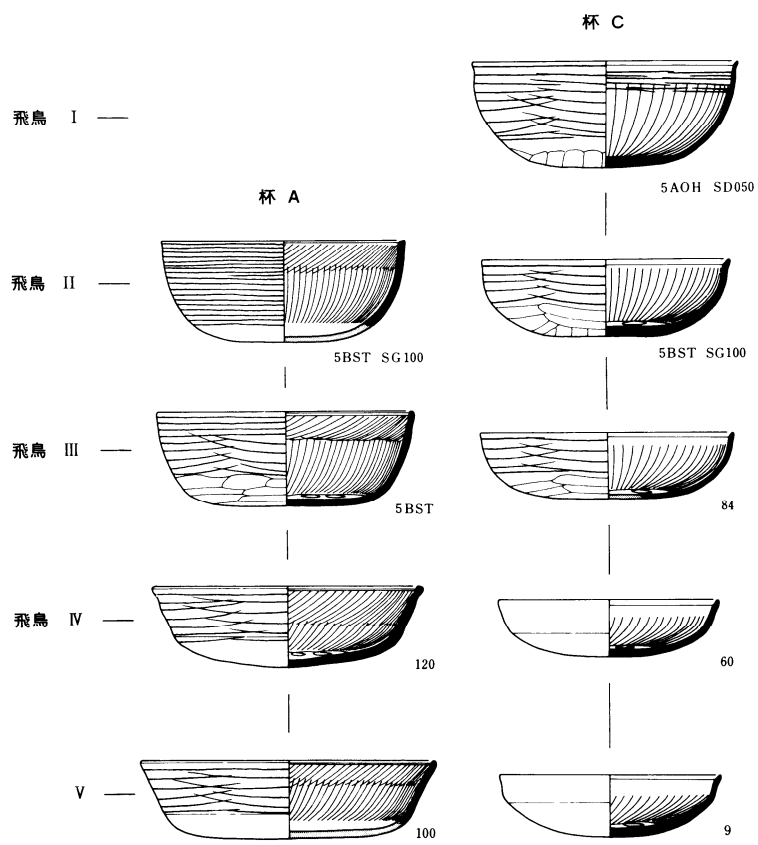 杯 C
飛鳥 Ⅰ
5AOH SD050
杯 A
飛鳥 Ⅱ
5BST SG100
5BST SG100
飛鳥 Ⅲ
5BST
84
飛鳥 Ⅳ
120
60
Ⅴ
100
9